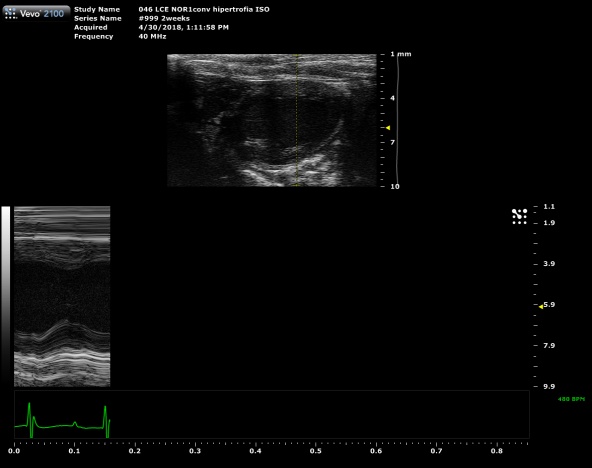 Vevo 2100
Study Name 046 LCE NOR1conv hipertrofia ISO
Series Name #999 2weeks
Acquired 4/30/2018, 1:11:58 PM
Frequency 40 MHz
1 mm
4
7
10
1.1
1.9
3.9
5.9
7.9
9.9
480 BPM
0.0 0.1 0.2 0.3 0.4 0.5 0.6 0.7 0.8